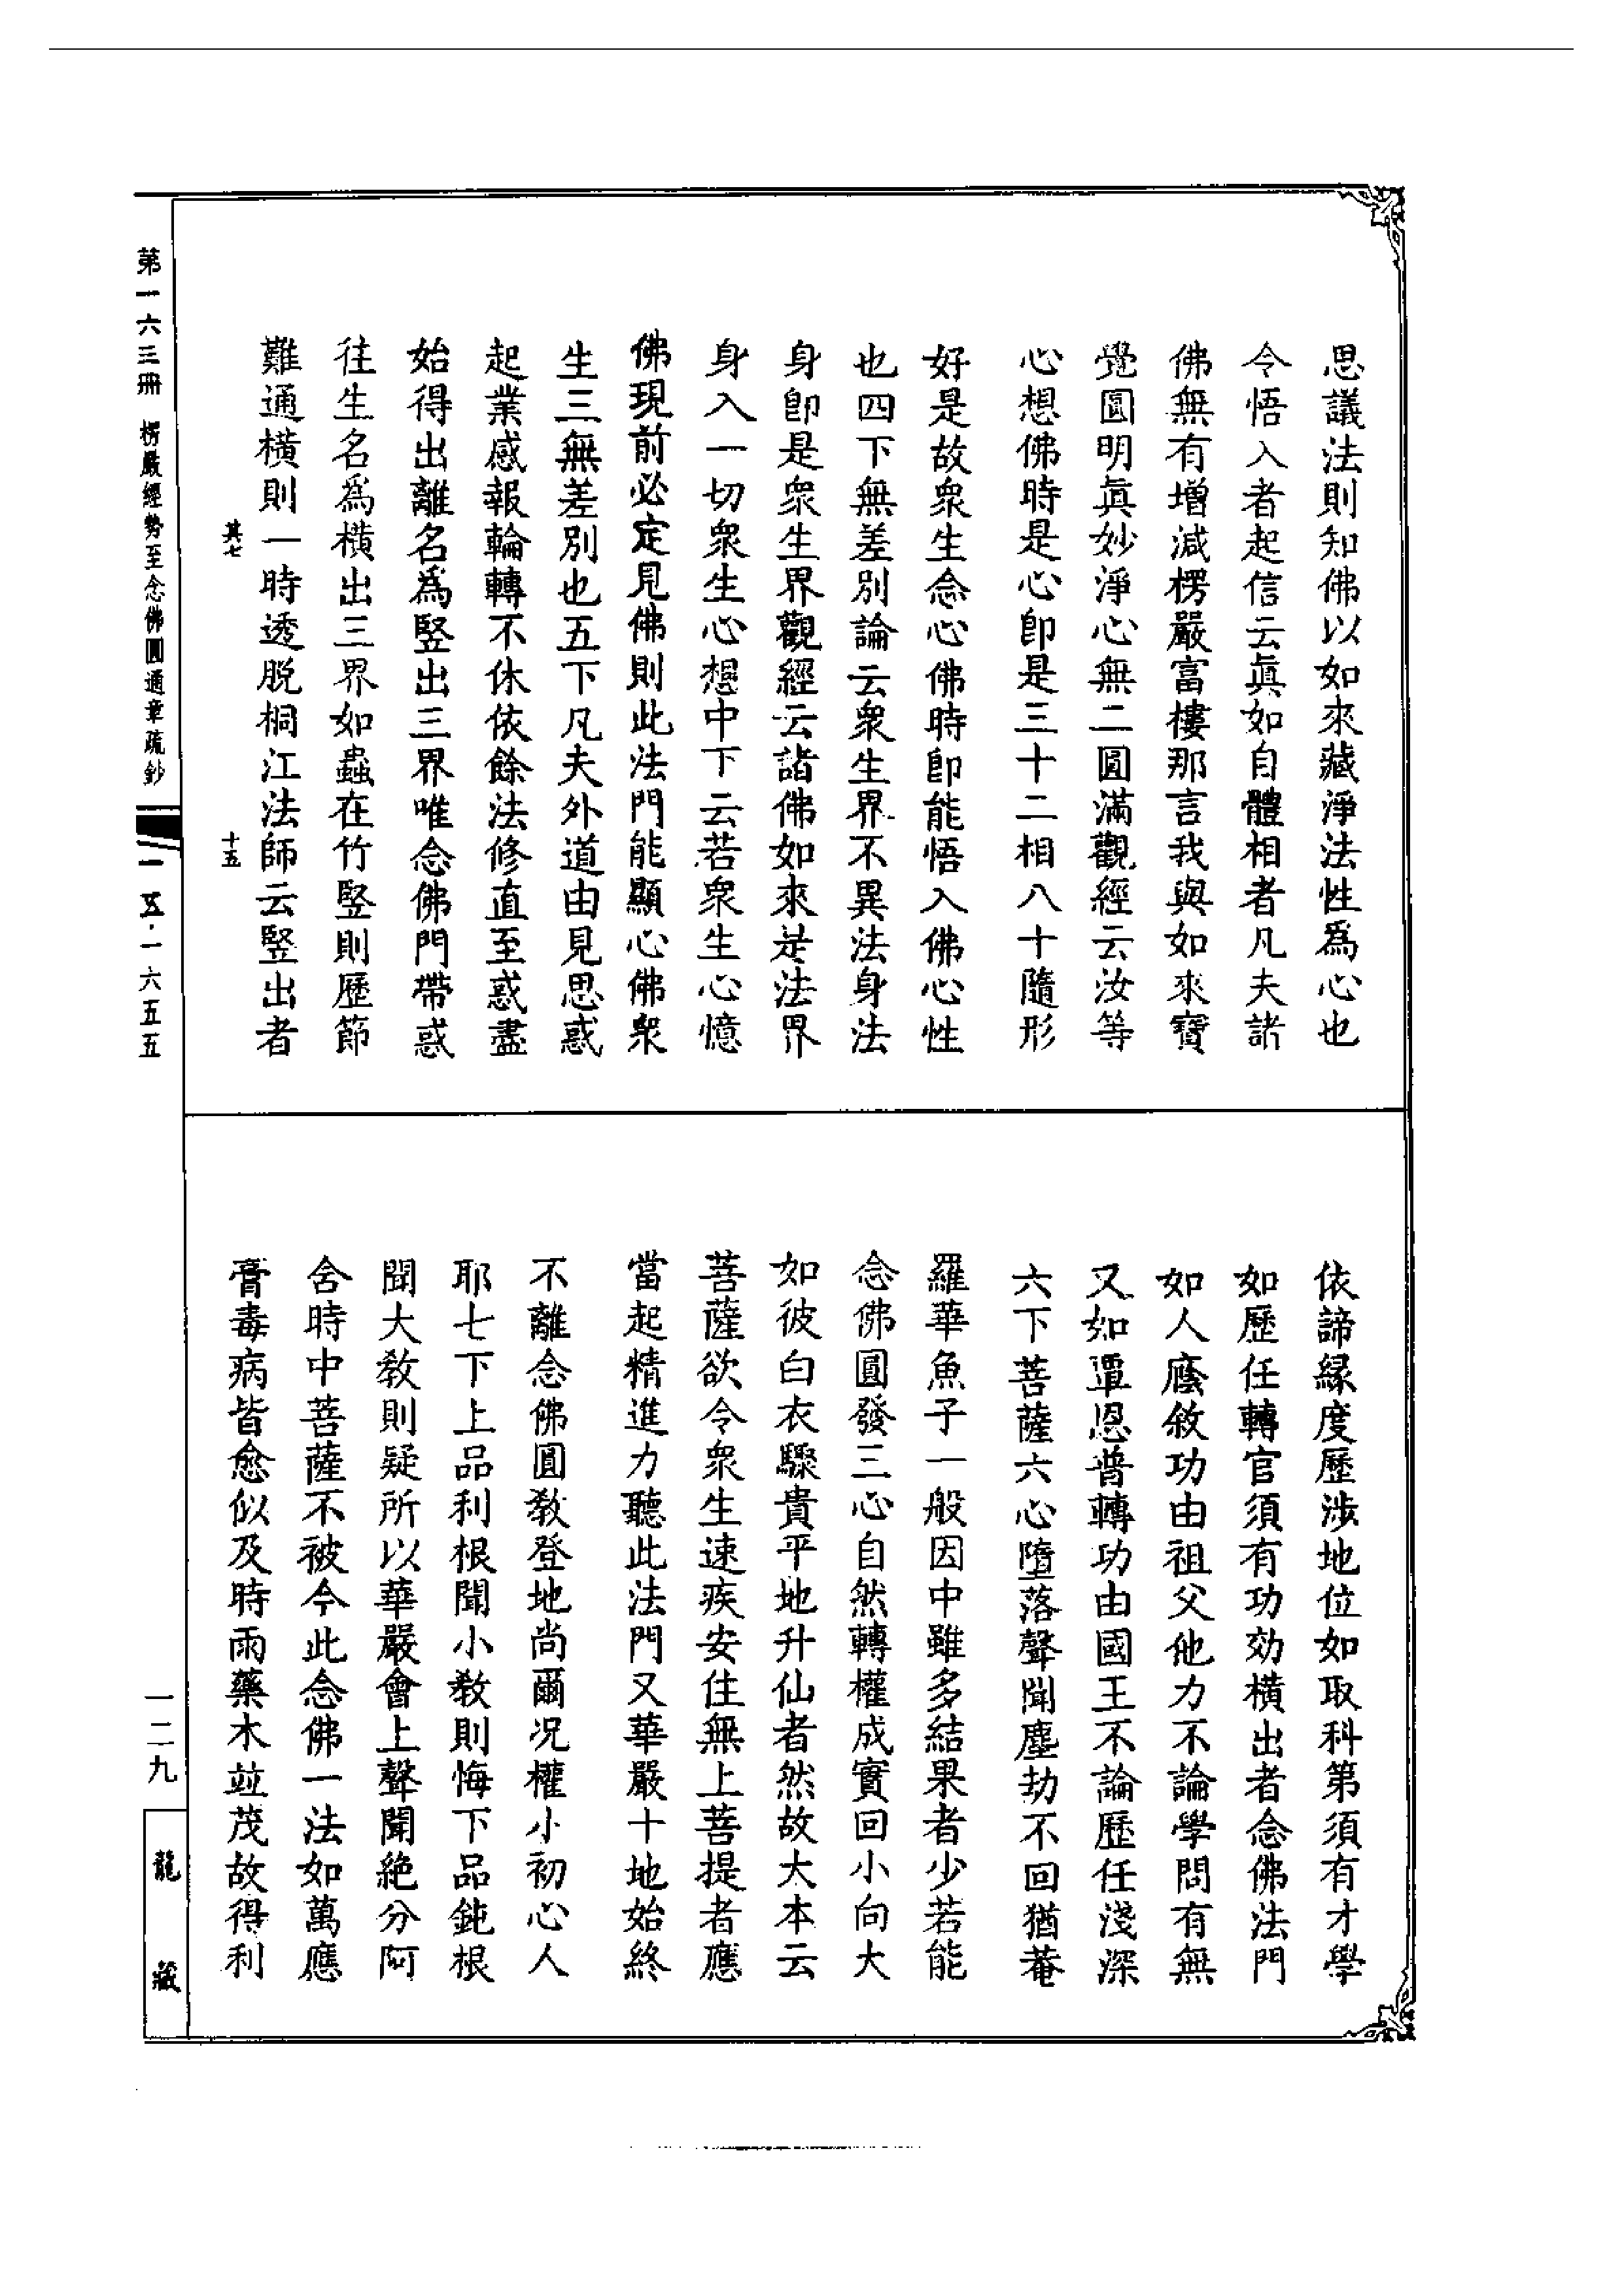 思議法則知佛以如來藏淨法性爲心也
令悟入者起信云眞如自體相者凡夫諸
佛無有增減楞嚴富樓那言我與如來寶
覺圓明眞妙淨心無二圓滿觀經云汝等
心想佛時是心卽是三十二相八十隨形
好是故衆生念心佛時卽能悟入佛心性
也四下無差別論云衆生界不異法身法
身卽是衆生界觀經云諸佛如來是法界
身入一切衆生心想中下云若衆生心憶
佛現前必定見佛則此法門能顯心佛衆
生三無差別也五下凡夫外道由見思惑
起業感報輪轉不休依餘法修直至惑盡
始得出離名爲竪出三界唯念佛門帶惑
往生名爲橫出三界如蟲在竹竪則歷節
難通橫則一時透脱桐江法師云竪出者
其七
十五
依諦縁度歷涉地位如取科第須有才學
如歷任轉官須有功効橫出者念佛法門
如人廕敘功由祖父他力不論學問有無
又如覃恩普轉功由國王不論歷任淺深
六下菩薩六心墮落聲聞塵劫不回猶菴
羅華魚子一般因中雖多結果者少若能
念佛圓發三心自然轉權成實回小向大
如彼白衣驟貴平地升仙者然故大本云
菩薩欲令衆生速疾安住無上菩提者應
當起精進力聽此法門又華嚴十地始終
不離念佛圓敎登地尚爾况權小初心人
耶七下上品利根聞小敎則悔下品鈍根
聞大敎則疑所以華嚴會上聲聞絶分阿
含時中菩薩不被今此念佛一法如萬應
膏毒病皆愈似及時雨藥木竝茂故得利
第一六三冊 楞嚴經勢至念佛圓通章疏鈔
一五·一六五五
一二九
龍藏